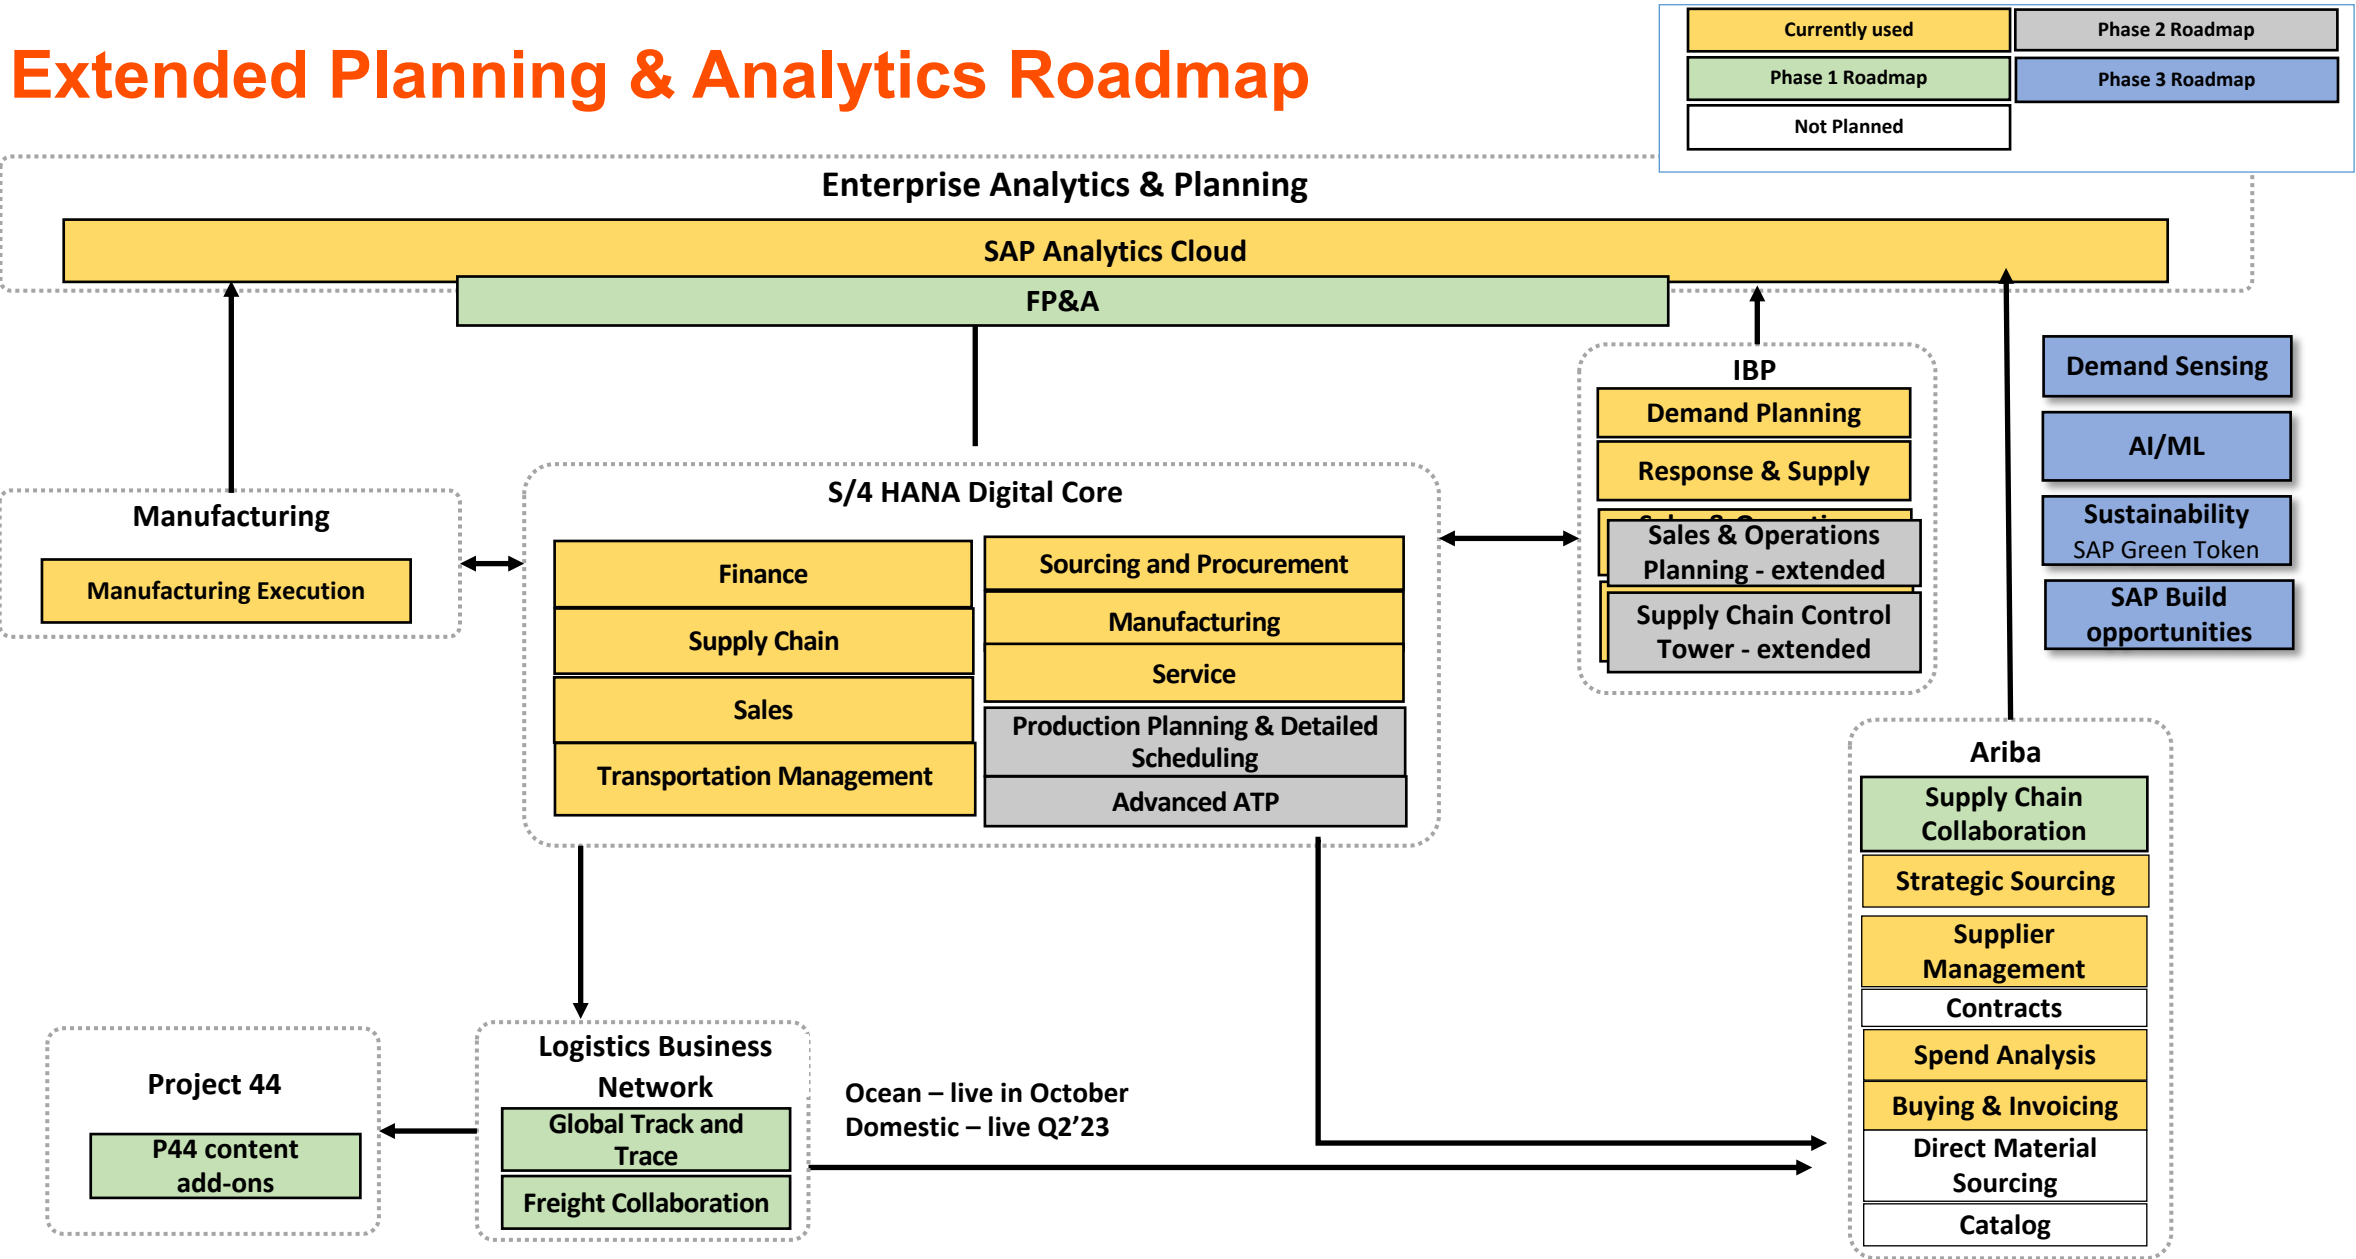 Extended Planning & Analytics Roadmap
Currently used
Phase 2 Roadmap
Phase 1 Roadmap
Phase 3 Roadmap
Not Planned
Enterprise Analytics & Planning
SAP Analytics Cloud
FP&A
IBP
Demand Planning
Response & Supply
Sales & Operations
Planning - extended
Supply Chain Control
Tower - extended
Demand Sensing
AI/ML
Sustainability
SAP Green Token
SAP Build
opportunities
Manufacturing
Manufacturing Execution
S/4 HANA Digital Core
Finance
Supply Chain
Sales
Transportation Management
Sourcing and Procurement
Manufacturing
Service
Production Planning & Detailed
Scheduling
Advanced ATP
Ariba
Supply Chain
Collaboration
Strategic Sourcing
Supplier
Management
Contracts
Spend Analysis
Buying & Invoicing
Direct Material
Sourcing
Catalog
Project 44
P44 content
add-ons
Logistics Business
Network
Global Track and
Trace
Freight Collaboration
Ocean – live in October
Domestic – live Q2’23